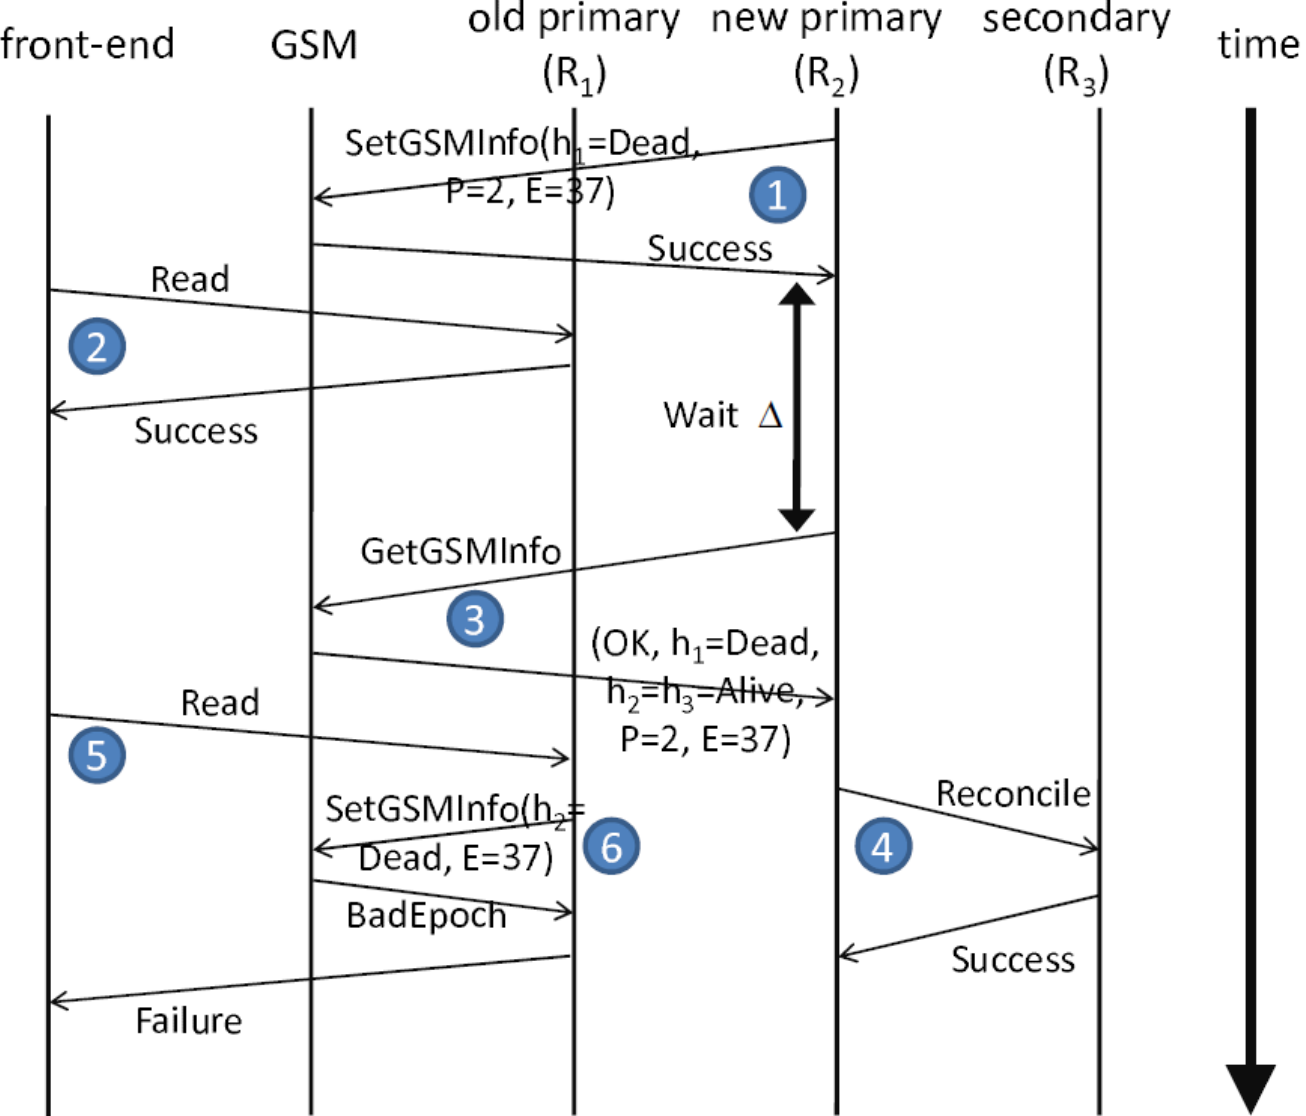 front-end
GSM
old primary
(R₁)
new primary
(R₂)
secondary
(R₃)
time
SetGSMInfo(h₁=Dead,
P=2, E=37)
1
Success
Read
2
Success
Wait Δ
GetGSMInfo
3
(OK, h₁=Dead,
h₂=h₃=Alive,
P=2, E=37)
Read
5
Reconcile
SetGSMInfo(h₂=
Dead, E=37)
6
4
BadEpoch
Success
Failure